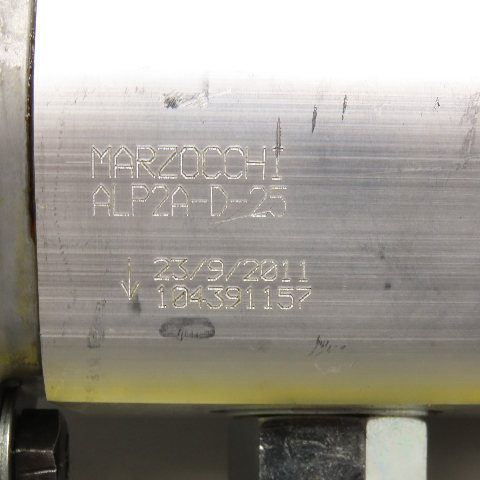 MARZOCCHI
ALP2A-D-25
↓ 23/9/2011
104391157